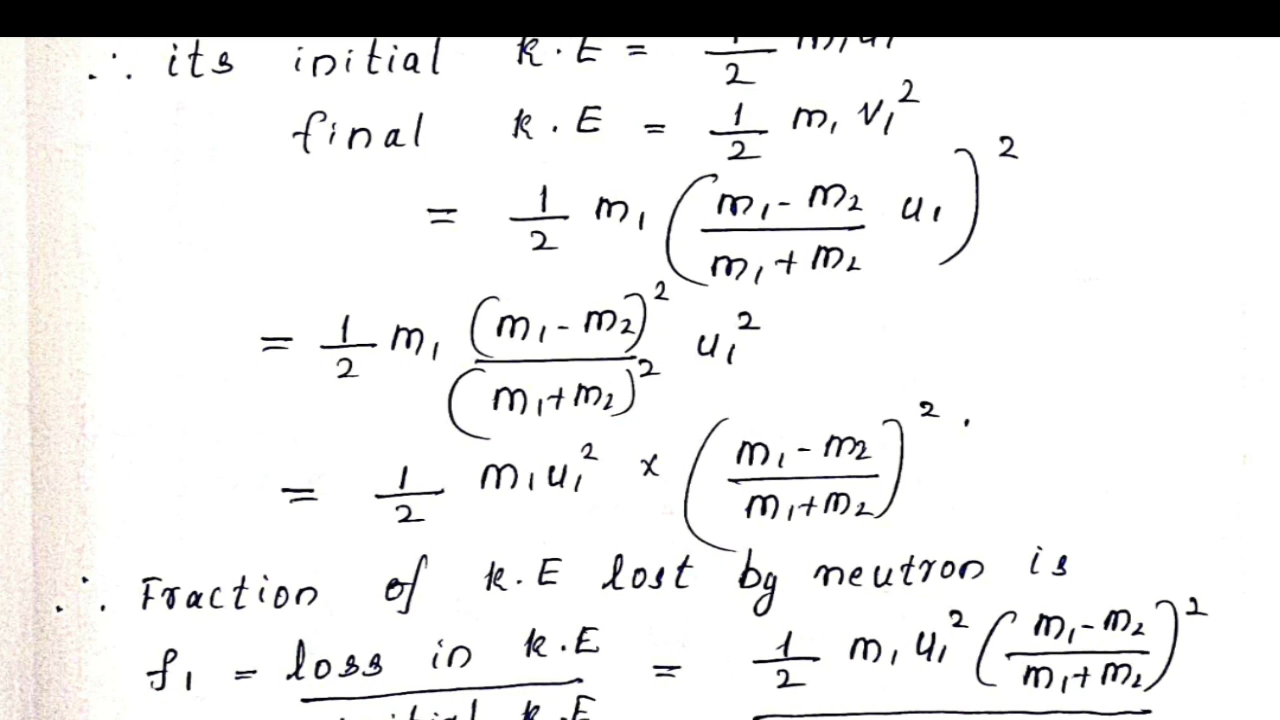 ∴ its initial K.E = 1/2 m₁u₁
final K.E = 1/2 m₁ v₁²
= 1/2 m₁ ((m₁ - m₂)/(m₁ + m₂) u₁)²
= 1/2 m₁ (m₁ - m₂)²/(m₁ + m₂)² u₁²
= 1/2 m₁u₁² × ((m₁ - m₂)/(m₁ + m₂))².
∴ Fraction of K.E lost by neutron is
f₁ = loss in K.E / initial K.E = 1/2 m₁ u₁² ((m₁ - m₂)/(m₁ + m₂))²